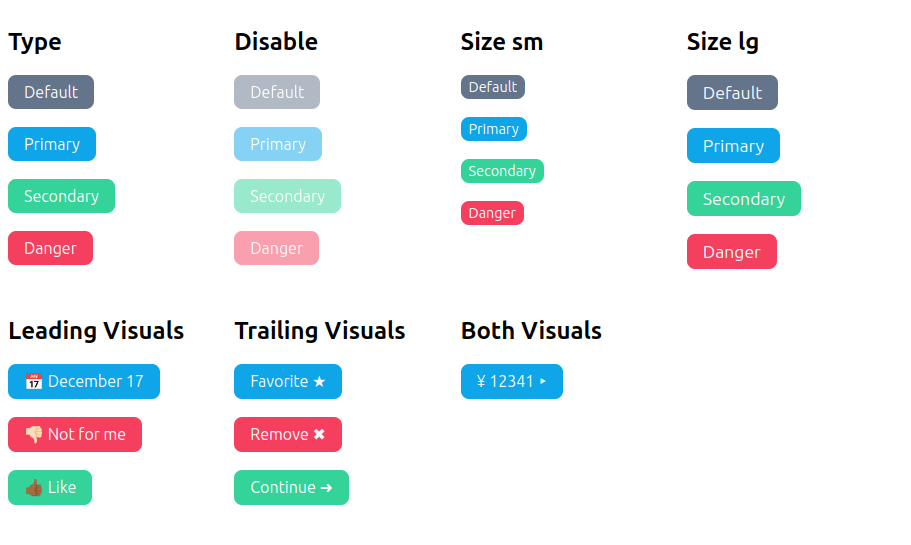 Type
Default
Primary
Secondary
Danger
Disable
Default
Primary
Secondary
Danger
Size sm
Default
Primary
Secondary
Danger
Size lg
Default
Primary
Secondary
Danger
Leading Visuals
📅 December 17
👎🏼 Not for me
👍🏾 Like
Trailing Visuals
Favorite ★
Remove ✖
Continue ➔
Both Visuals
¥ 12341 ‣